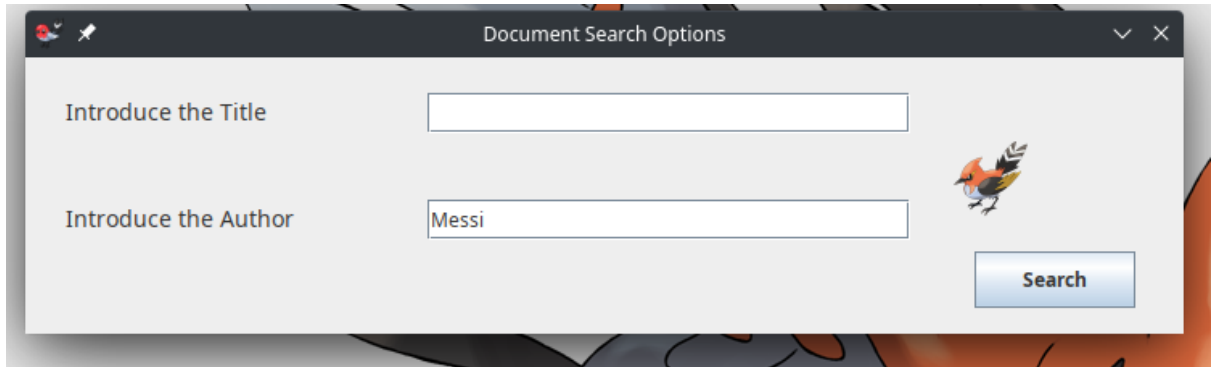 Document Search Options
Introduce the Title
Introduce the Author
Messi
Search